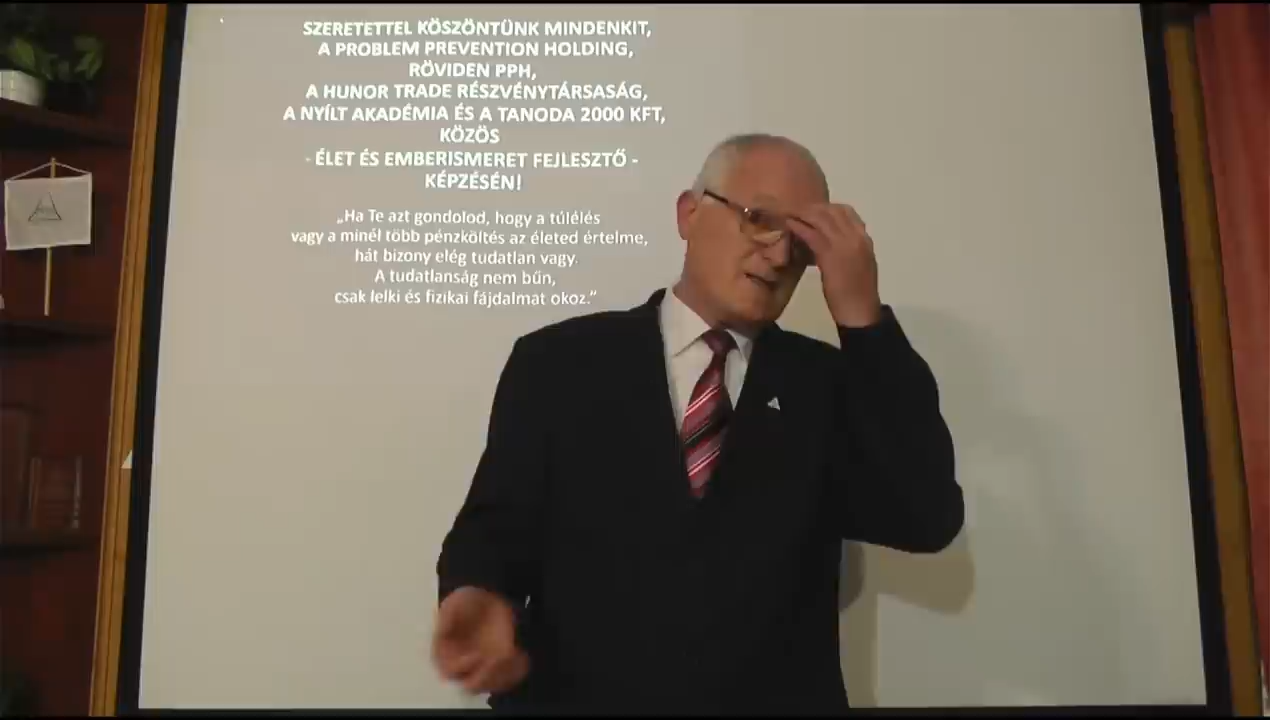 SZERETETTEL KÖSZÖNTÜNK MINDENKIT,
A PROBLEM PREVENTION HOLDING,
RÖVIDEN PPH,
A HUNOR TRADE RÉSZVÉNYTÁRSASÁG,
A NYÍLT AKADÉMIA ÉS A TANODA 2000 KFT,
KÖZÖS
- ÉLET ÉS EMBERISMERET FEJLESZTŐ -
KÉPZÉSÉN!
„Ha Te azt gondolod, hogy a túlélés
vagy a minél több pénzköltés az életed értelme,
hát bizony elég tudatlan vagy.
A tudatlanság nem bűn,
csak lelki és fizikai fájdalmat okoz.”